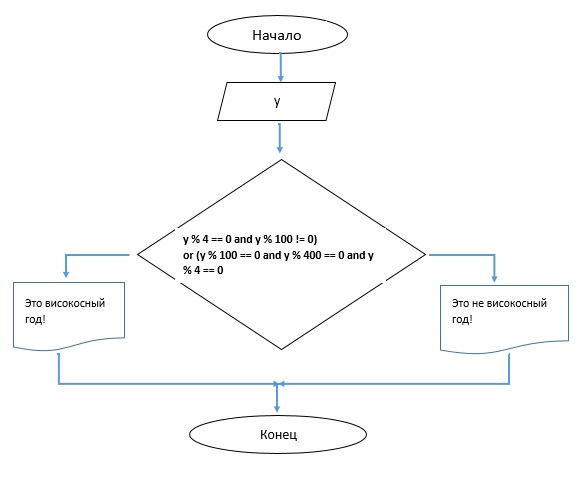 Начало
y
y % 4 == 0 and y % 100 != 0)
or (y % 100 == 0 and y % 400 == 0 and y
% 4 == 0
Это високосный
год!
Это не високосный
год!
Конец